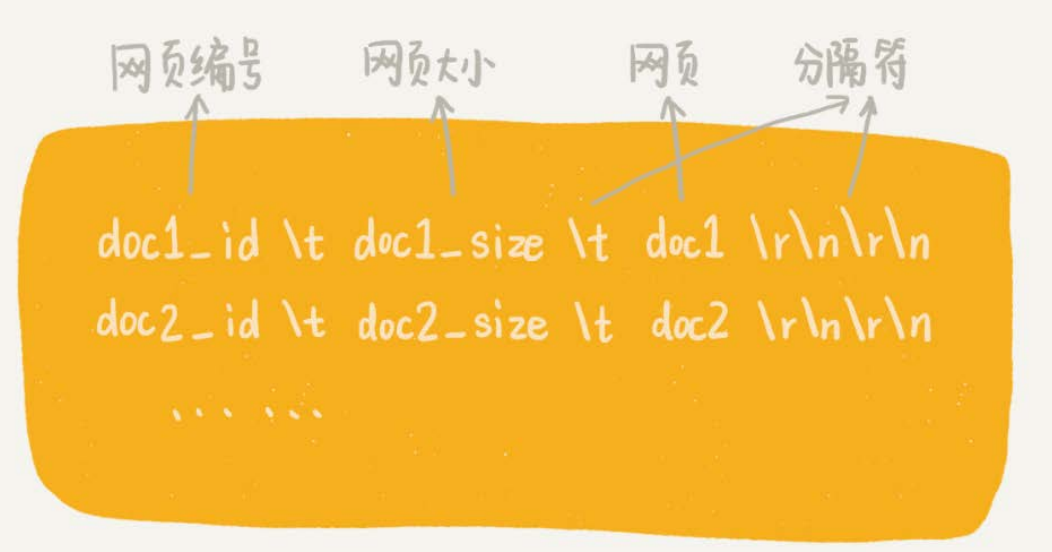 网页编号 网页大小 网页 分隔符
doc1_id \t doc1_size \t doc1 \r\n\r\n
doc2_id \t doc2_size \t doc2 \r\n\r\n
... ...